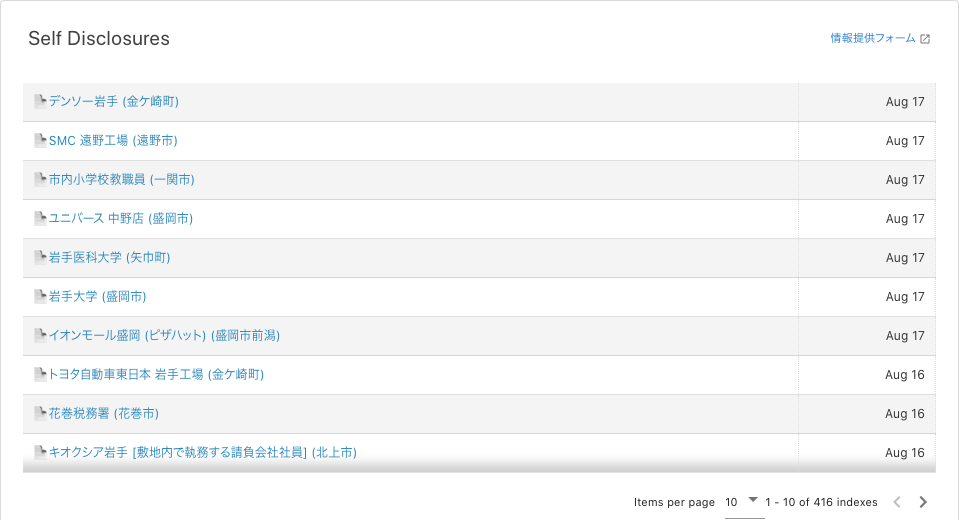 Self Disclosures
情報提供フォーム
デンソー岩手 (金ケ崎町) Aug 17
SMC 遠野工場 (遠野市) Aug 17
市内小学校教職員 (一関市) Aug 17
ユニバース 中野店 (盛岡市) Aug 17
岩手医科大学 (矢巾町) Aug 17
岩手大学 (盛岡市) Aug 17
イオンモール盛岡 (ピザハット) (盛岡市前潟) Aug 17
トヨタ自動車東日本 岩手工場 (金ケ崎町) Aug 16
花巻税務署 (花巻市) Aug 16
キオクシア岩手 [敷地内で執務する請負会社社員] (北上市) Aug 16
Items per page 10 1 - 10 of 416 indexes